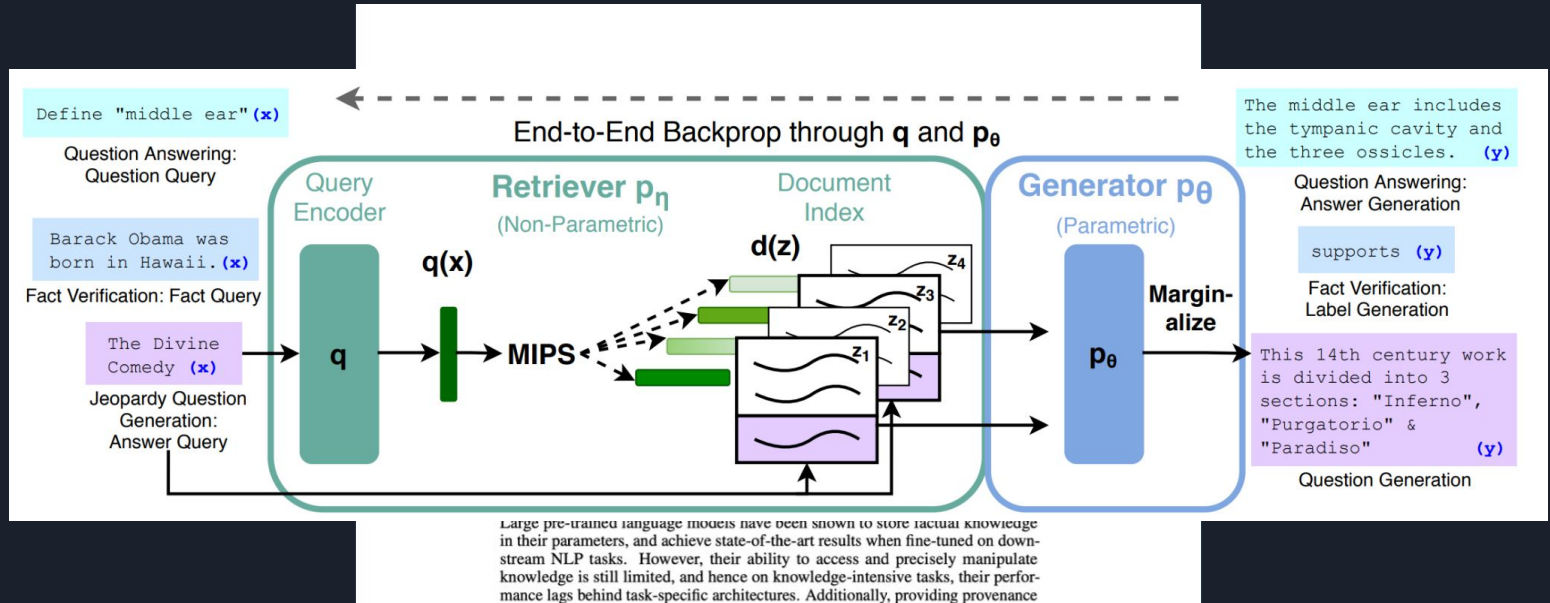 Define "middle ear" (x)
Question Answering:
Question Query
Barack Obama was
born in Hawaii. (x)
Fact Verification: Fact Query
The Divine
Comedy (x)
Jeopardy Question
Generation:
Answer Query
End-to-End Backprop through q and pθ
Query
Encoder
q
q(x)
Retriever pη
(Non-Parametric)
MIPS
Document
Index
d(z)
z4
z3
z2
z1
Generator pθ
(Parametric)
pθ
Margin-
alize
The middle ear includes
the tympanic cavity and
the three ossicles. (y)
Question Answering:
Answer Generation
supports (y)
Fact Verification:
Label Generation
This 14th century work
is divided into 3
sections: "Inferno",
"Purgatorio" &
"Paradiso" (y)
Question Generation
Large pre-trained language models have been shown to store factual knowledge
in their parameters, and achieve state-of-the-art results when fine-tuned on down-
stream NLP tasks. However, their ability to access and precisely manipulate
knowledge is still limited, and hence on knowledge-intensive tasks, their perfor-
mance lags behind task-specific architectures. Additionally, providing provenance